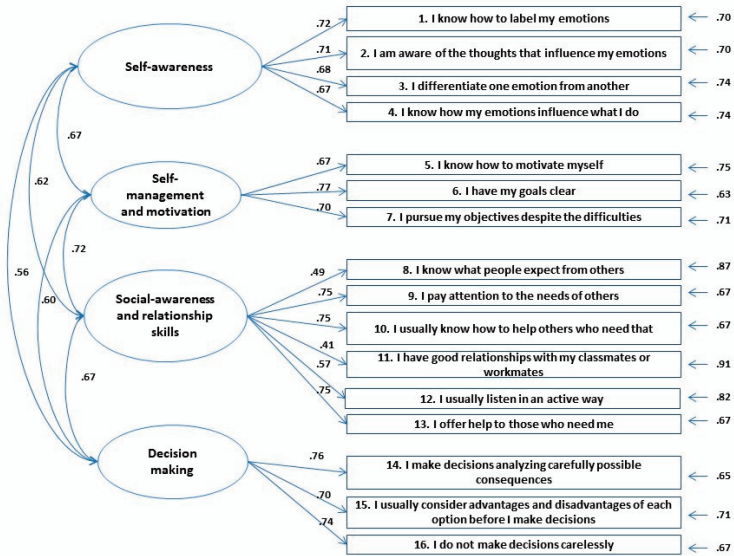 .72
1. I know how to label my emotions
.70
.71
2. I am aware of the thoughts that influence my emotions
.70
Self-awareness
.68
3. I differentiate one emotion from another
.74
.67
4. I know how my emotions influence what I do
.74
.67
.62
Self-
management
and motivation
.67
5. I know how to motivate myself
.75
.77
6. I have my goals clear
.63
.70
7. I pursue my objectives despite the difficulties
.71
.72
.56
.60
Social-awareness
and relationship
skills
.49
8. I know what people expect from others
.87
.75
9. I pay attention to the needs of others
.67
.75
10. I usually know how to help others who need that
.67
.41
11. I have good relationships with my classmates or
workmates
.91
.57
12. I usually listen in an active way
.82
.75
13. I offer help to those who need me
.67
.67
Decision
making
.76
14. I make decisions analyzing carefully possible
consequences
.65
.70
15. I usually consider advantages and disadvantages of each
option before I make decisions
.71
.74
16. I do not make decisions carelessly
.67